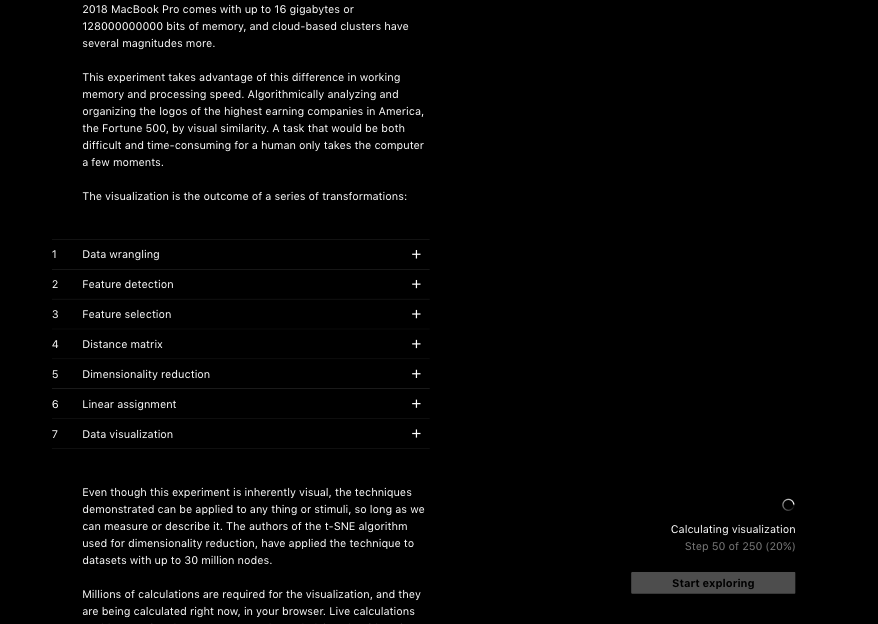 2018 MacBook Pro comes with up to 16 gigabytes or
128000000000 bits of memory, and cloud-based clusters have
several magnitudes more.
This experiment takes advantage of this difference in working
memory and processing speed. Algorithmically analyzing and
organizing the logos of the highest earning companies in America,
the Fortune 500, by visual similarity. A task that would be both
difficult and time-consuming for a human only takes the computer
a few moments.
The visualization is the outcome of a series of transformations:
1 Data wrangling +
2 Feature detection +
3 Feature selection +
4 Distance matrix +
5 Dimensionality reduction +
6 Linear assignment +
7 Data visualization +
Even though this experiment is inherently visual, the techniques
demonstrated can be applied to any thing or stimuli, so long as we
can measure or describe it. The authors of the t-SNE algorithm
used for dimensionality reduction, have applied the technique to
datasets with up to 30 million nodes.
Millions of calculations are required for the visualization, and they
are being calculated right now, in your browser. Live calculations
Calculating visualization
Step 50 of 250 (20%)
Start exploring